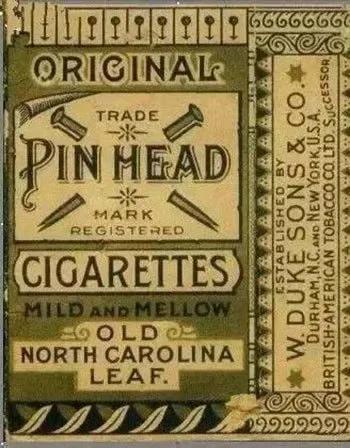 ORIGINAL
TRADE
PIN HEAD
MARK
REGISTERED
CIGARETTES
MILD AND MELLOW
OLD
NORTH CAROLINA
LEAF.
ESTABLISHED BY
W. DUKE SONS & CO.
DURHAM, N.C. AND NEW YORK, U.S.A.
BRITISH-AMERICAN TOBACCO CO. LTD. SUCCESSOR